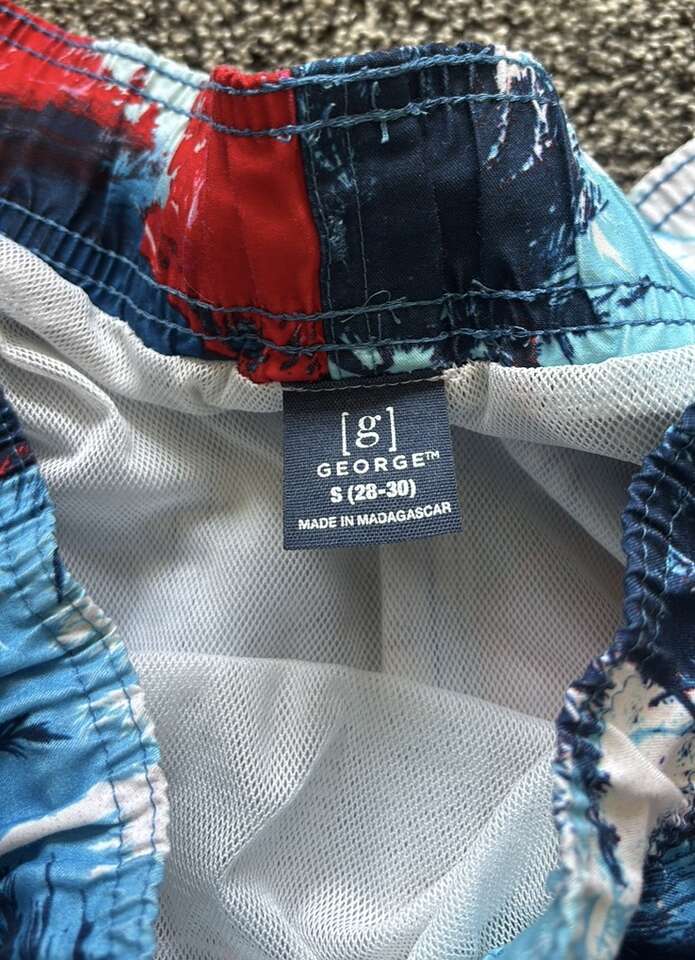 [g]
GEORGE™
S (28-30)
MADE IN MADAGASCAR